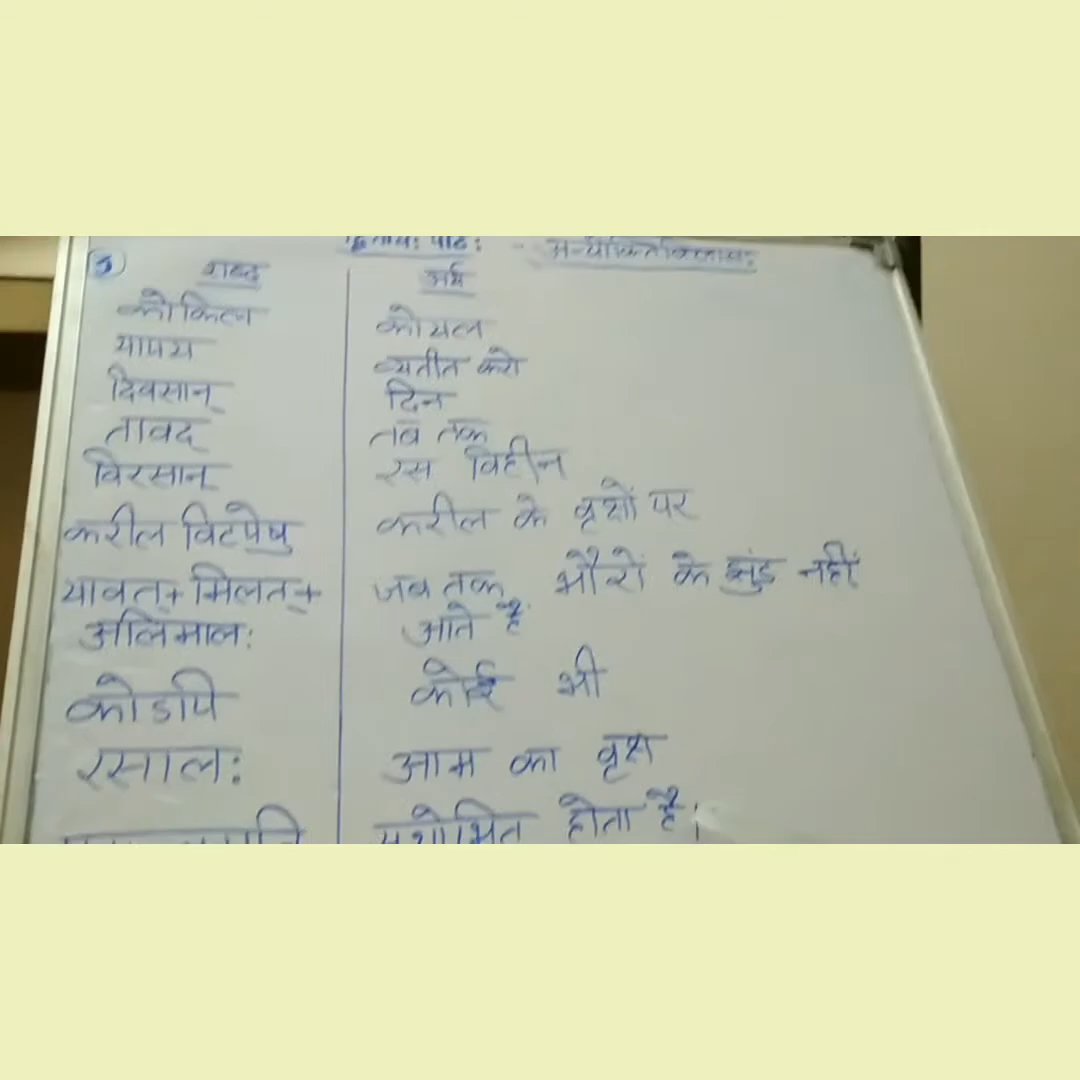 द्वितीयः पाठः - अन्योक्तिविलासः
३ शब्द अर्थ
कोकिल कोयल
यापय व्यतीत करो
दिवसान् दिन
तावद् तब तक
विरसान् रस विहीन
करील विटपेषु करील के वृक्षों पर
यावत् + मिलत् + जब तक भौरों के झुंड नहीं
अलिमालः आते हैं
कोऽपि कोई भी
रसालः आम का वृक्ष
होता है।